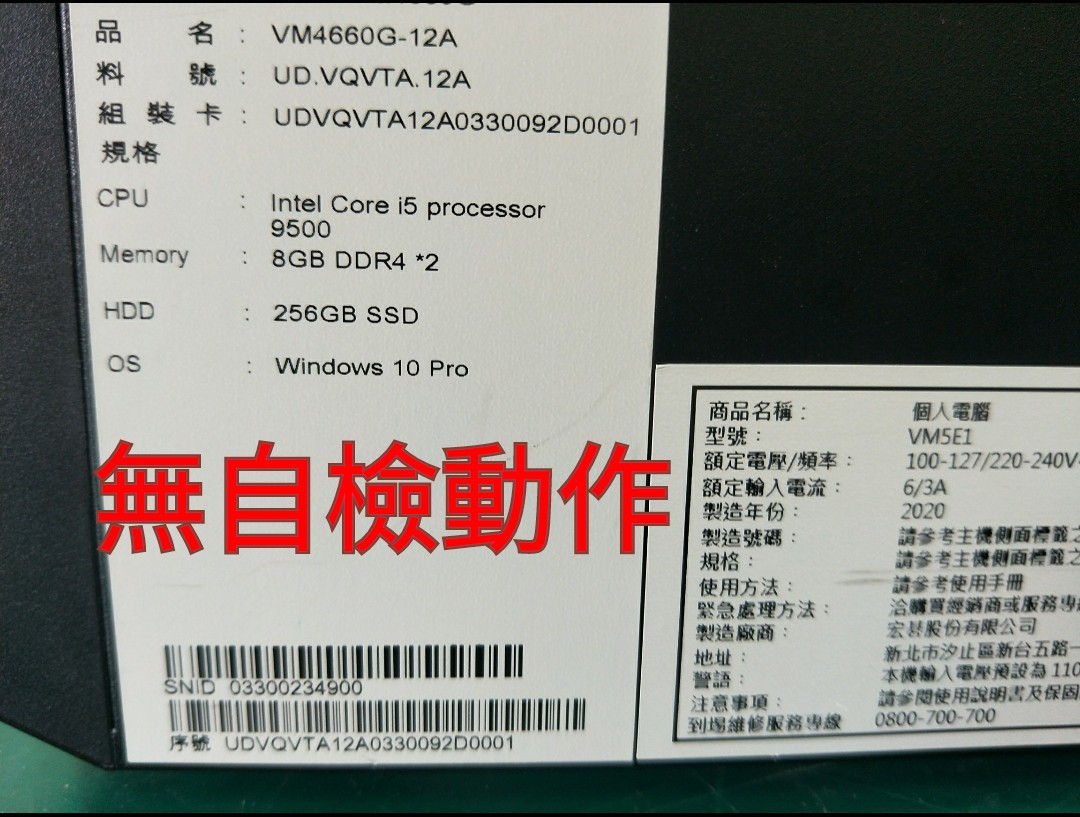 品 名 : VM4660G-12A
料 號 : UD.VQVTA.12A
組 裝 卡 : UDVQVTA12A0330092D0001
規格
CPU : Intel Core i5 processor
9500
Memory : 8GB DDR4 *2
HDD : 256GB SSD
OS : Windows 10 Pro
無自檢動作
SNID 03300234900
序號 UDVQVTA12A0330092D0001
商品名稱 : 個人電腦
型號 : VM5E1
額定電壓/頻率 : 100-127/220-240V
額定輸入電流 : 6/3A
製造年份 : 2020
製造號碼 : 請參考主機側面標籤之
規格 : 請參考主機側面標籤之
使用方法 : 請參考使用手冊
緊急處理方法 : 洽購買經銷商或服務專
製造廠商 : 宏碁股份有限公司
地址 : 新北市汐止區新台五路一
警語 : 本機輸入電壓預設為 110
注意事項 : 請參閱使用說明書及保固
到場維修服務專線 0800-700-700